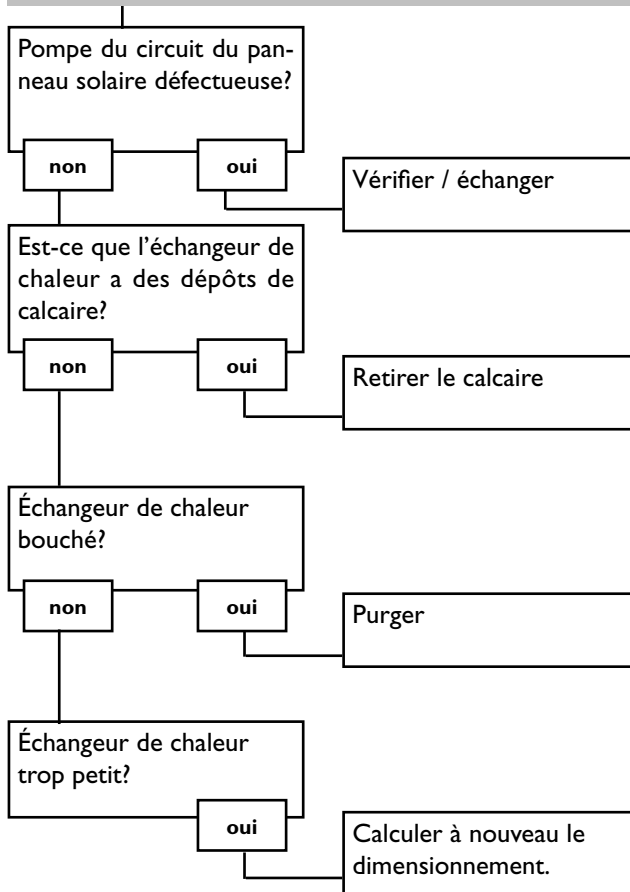 Pompe du circuit du pan-
neau solaire défectueuse?
non
oui
Vérifier / échanger
Est-ce que l'échangeur de
chaleur a des dépôts de
calcaire?
non
oui
Retirer le calcaire
Échangeur de chaleur
bouché?
non
oui
Purger
Échangeur de chaleur
trop petit?
oui
Calculer à nouveau le
dimensionnement.